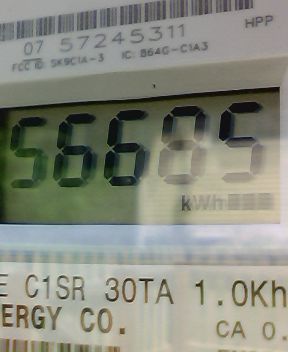 HPP
07 57245311
FCC ID: SK9C1A-3 IC: 864G-C1A3
56685
kWh
E C1SR 30TA 1.0Kh
ERGY CO.
CA 0.